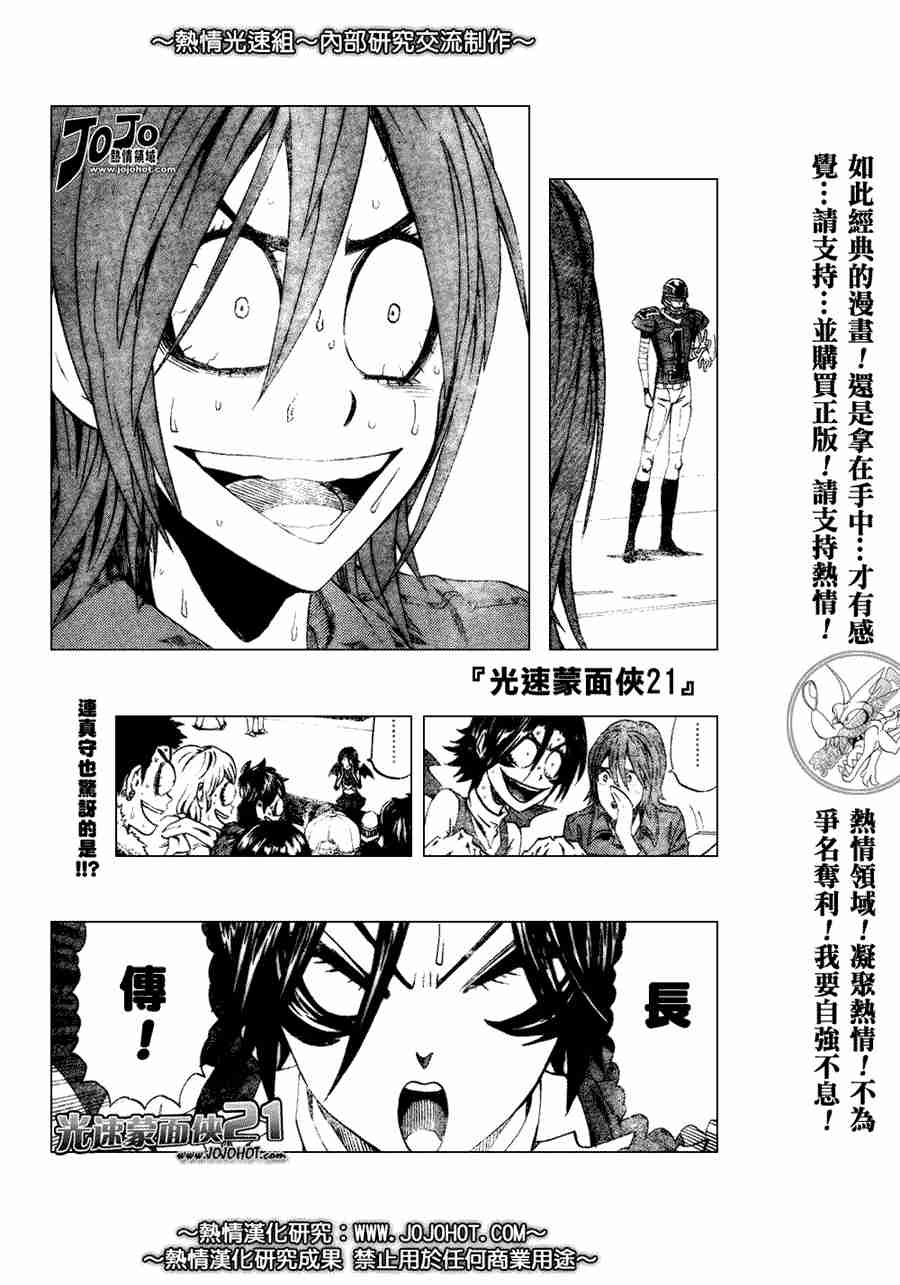 ～熱情光速組～內部研究交流制作～
JOJO
熱情領域
www.jojohot.com
如此經典的漫畫！還是拿在手中…才有感
覺…請支持…並購買正版！請支持熱情！
1
『光速蒙面俠21』
…………
…………
連真守也驚訝的是!!?
熱情領域！凝聚熱情！不為
爭名奪利！我要自強不息！
長
傳！
光速蒙面俠21
www.JOJOHOT.com
～熱情漢化研究：WWW.JOJOHOT.COM～
～熱情漢化研究成果 禁止用於任何商業用途～